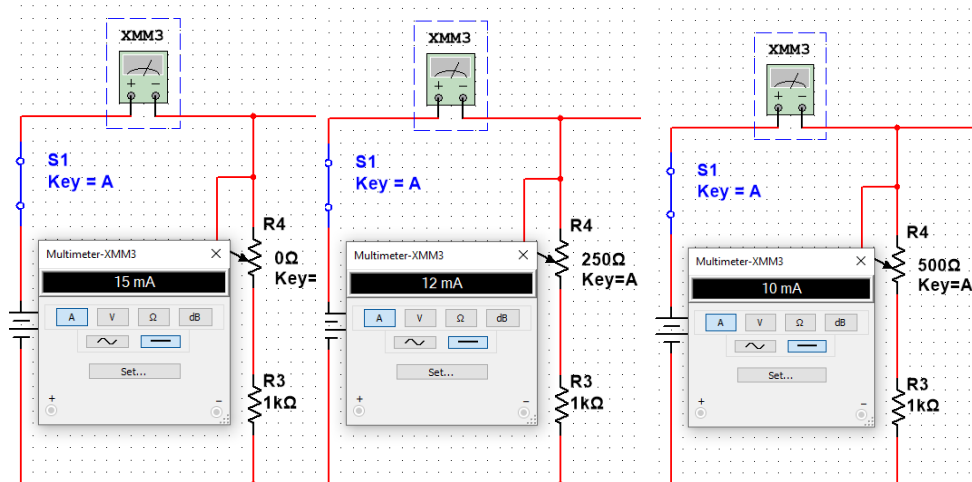 XMM3
+ −
S1
Key = A
R4
0Ω
Key=
Multimeter-XMM3
15 mA
A V Ω dB
Set...
+ −
R3
1kΩ
XMM3
+ −
S1
Key = A
R4
250Ω
Key=A
Multimeter-XMM3
12 mA
A V Ω dB
Set...
+ −
R3
1kΩ
XMM3
+ −
S1
Key = A
R4
500Ω
Key=A
Multimeter-XMM3
10 mA
A V Ω dB
Set...
+ −
R3
1kΩ